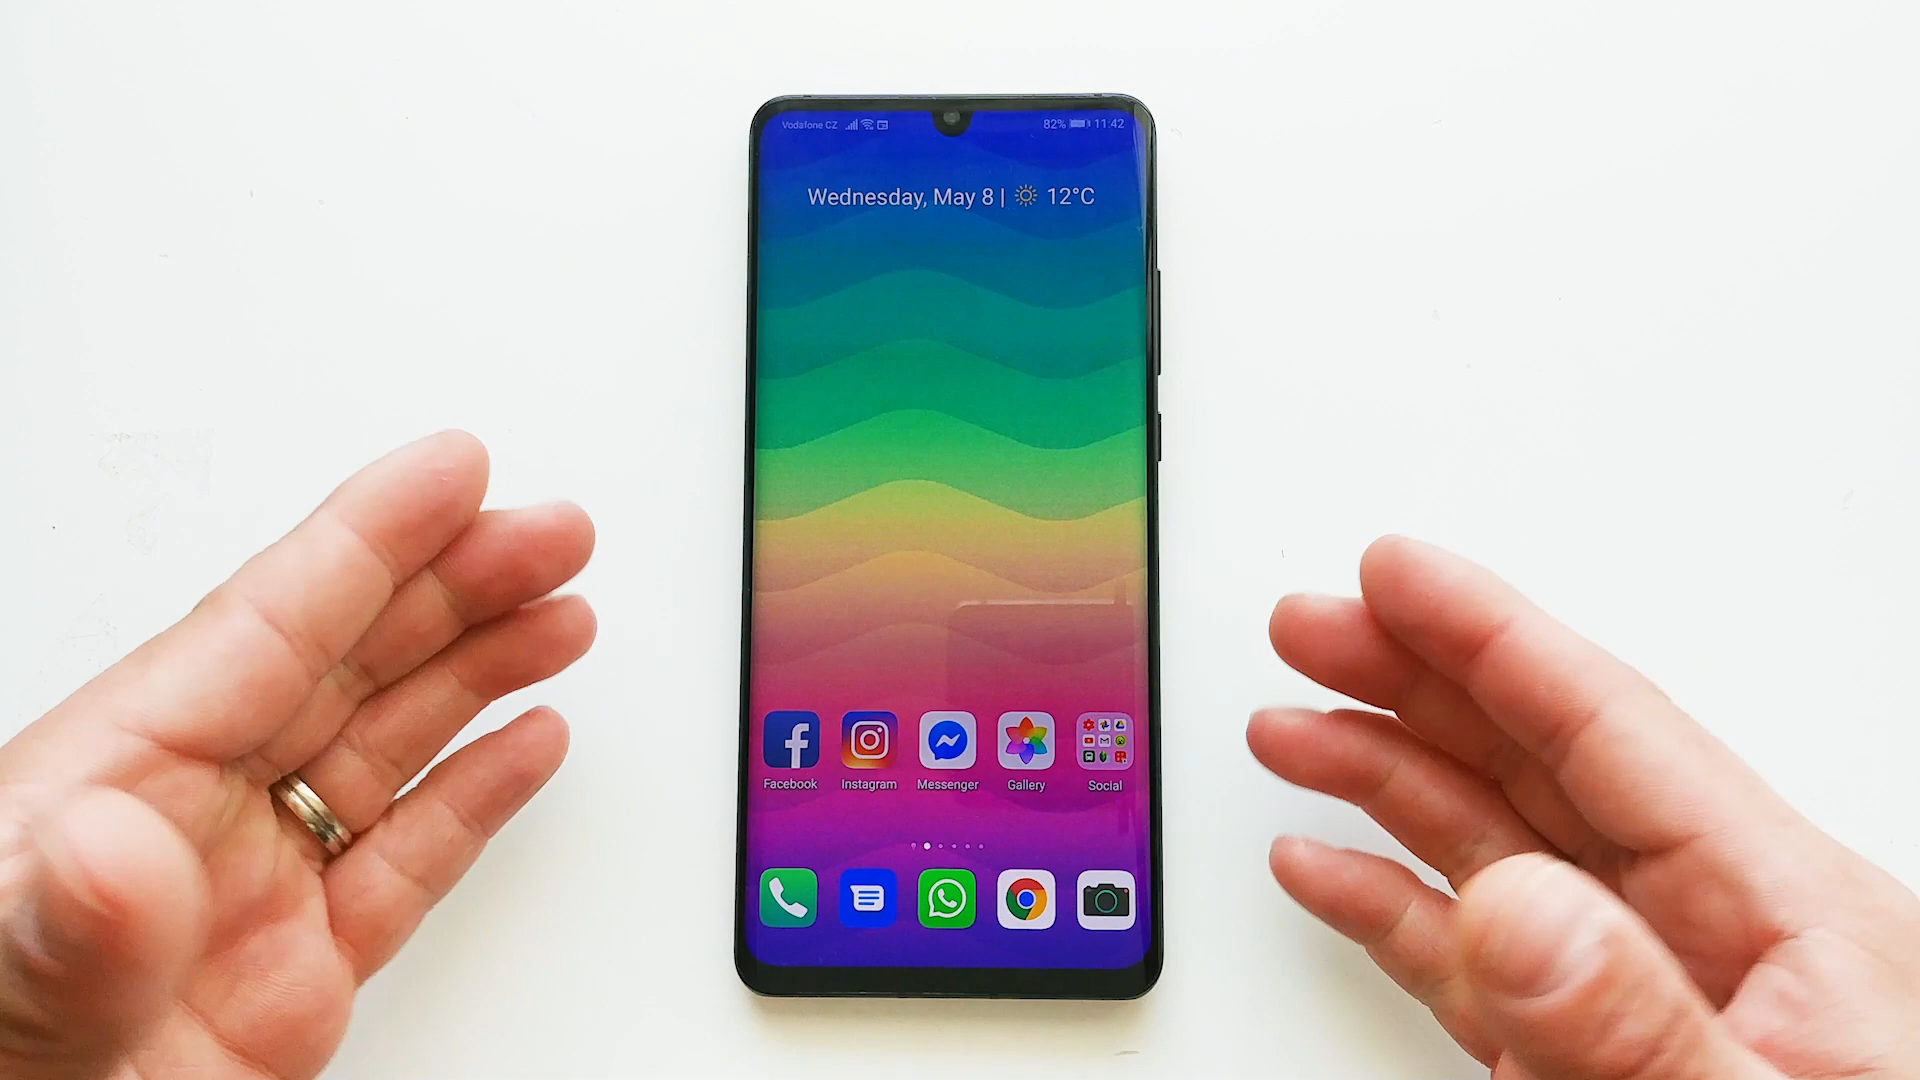 Vodafone CZ 82% 11:42
Wednesday, May 8 | 12°C
Facebook Instagram Messenger Gallery Social